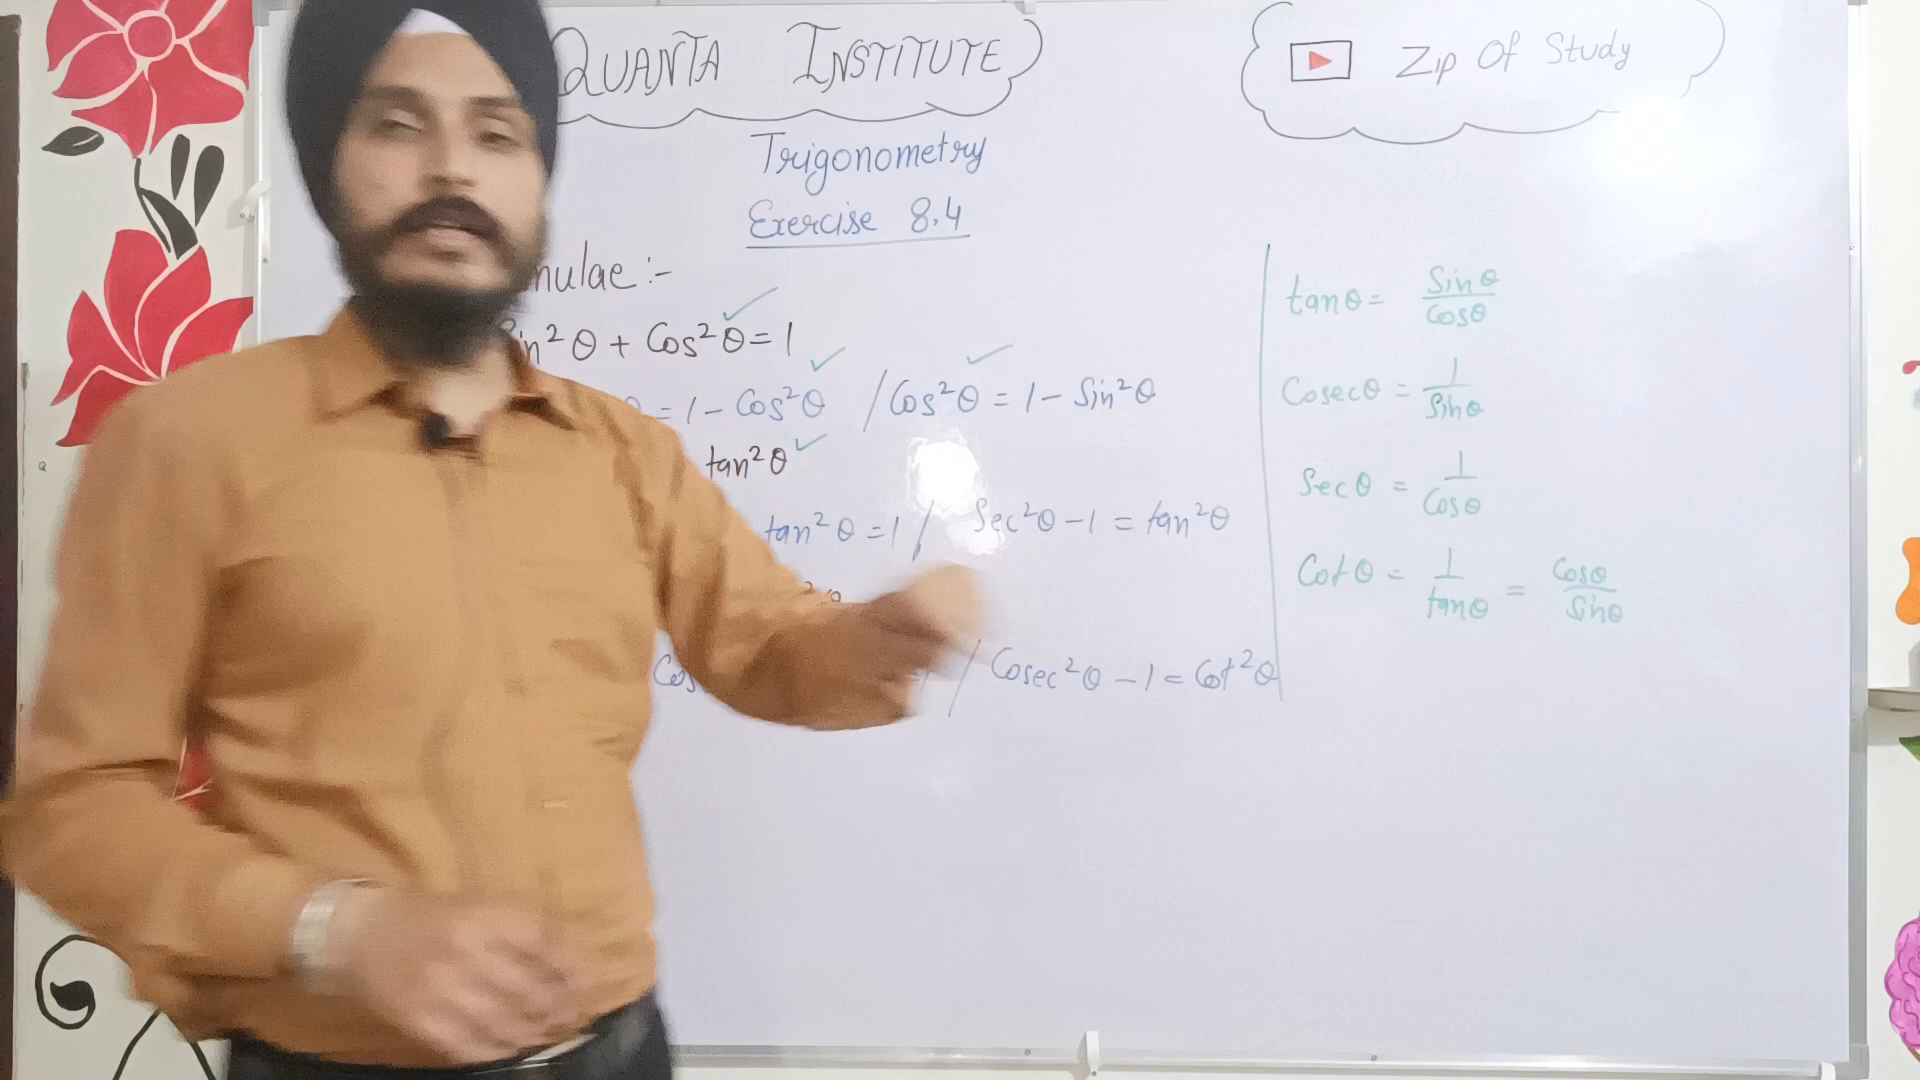 QUANTA INSTITUTE
Zip Of Study
Trigonometry
Exercise 8.4
mulae :-
in²θ + Cos²θ = 1
= 1 - Cos²θ / Cos²θ = 1 - Sin²θ
tan²θ
tan²θ = 1 / Sec²θ - 1 = tan²θ
Cos / Cosec²θ - 1 = Cot²θ
tanθ = Sinθ/Cosθ
Cosecθ = 1/Sinθ
Secθ = 1/Cosθ
Cotθ = 1/tanθ = Cosθ/Sinθ